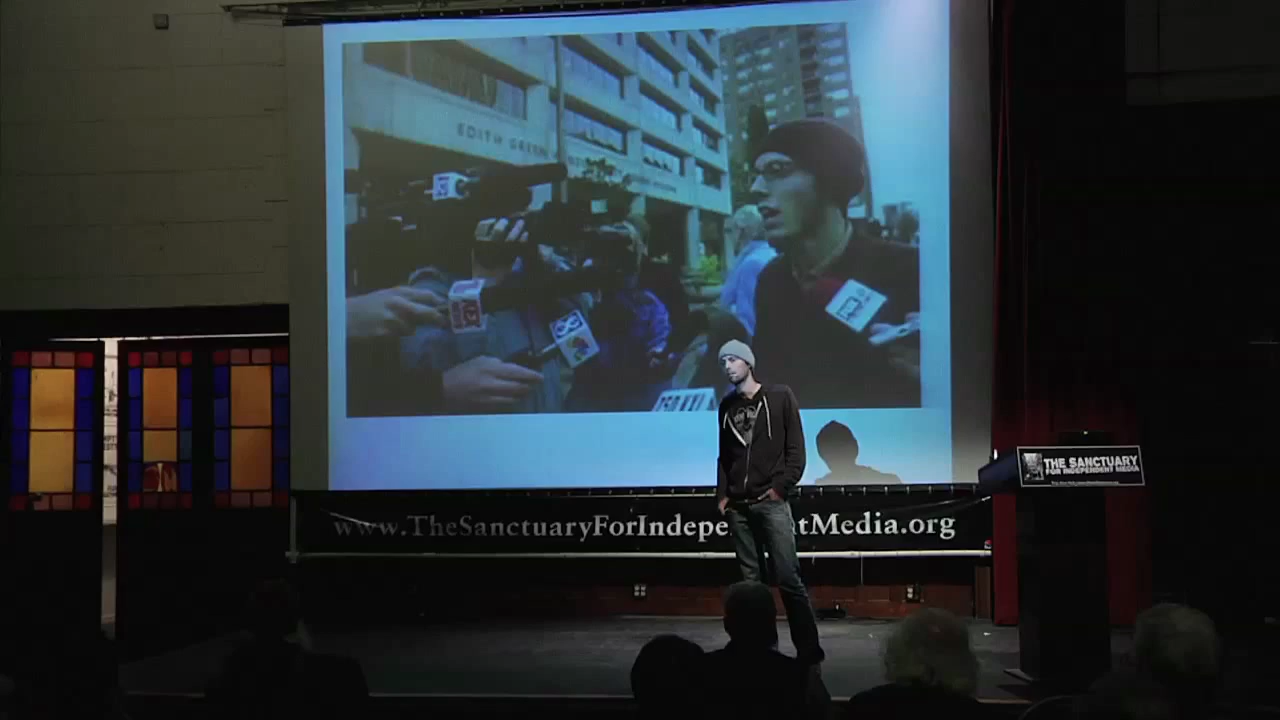 EDITH GREEN
THE SANCTUARY
FOR INDEPENDENT MEDIA
www.TheSanctuaryForIndepe tMedia.org